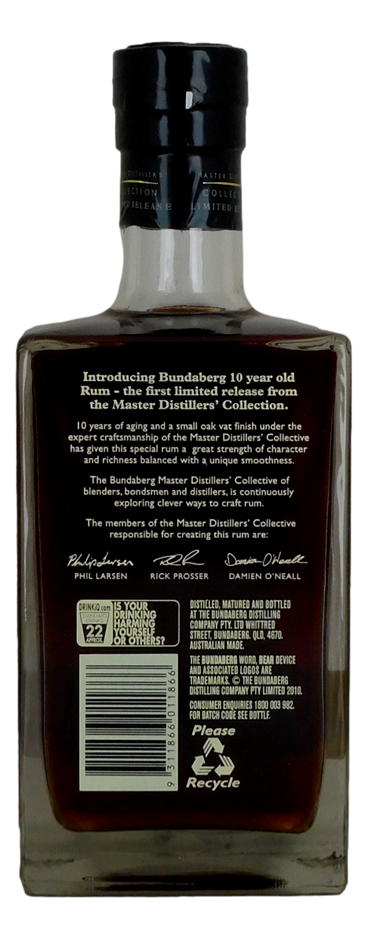 MASTER DISTILLER'S
COLLECTION
LIMITED RELEASE
Introducing Bundaberg 10 year old
Rum - the first limited release from
the Master Distillers' Collection.
10 years of aging and a small oak vat finish under the
expert craftsmanship of the Master Distillers' Collective
has given this special rum a great strength of character
and richness balanced with a unique smoothness.
The Bundaberg Master Distillers' Collective of
blenders, bondsmen and distillers, is continuously
exploring clever ways to craft rum.
The members of the Master Distillers' Collective
responsible for creating this rum are:
PHIL LARSEN RICK PROSSER DAMIEN O'NEALL
DRINKiQ.com
22
APPROX.
IS YOUR
DRINKING
HARMING
YOURSELF
OR OTHERS?
9 311866 011866
DISTILLED, MATURED AND BOTTLED
AT THE BUNDABERG DISTILLING
COMPANY PTY. LTD WHITTRED
STREET, BUNDABERG. QLD, 4670.
AUSTRALIAN MADE.
THE BUNDABERG WORD, BEAR DEVICE
AND ASSOCIATED LOGOS ARE
TRADEMARKS. © THE BUNDABERG
DISTILLING COMPANY PTY LIMITED 2010.
CONSUMER ENQUIRIES 1800 003 982.
FOR BATCH CODE SEE BOTTLE.
Please
Recycle